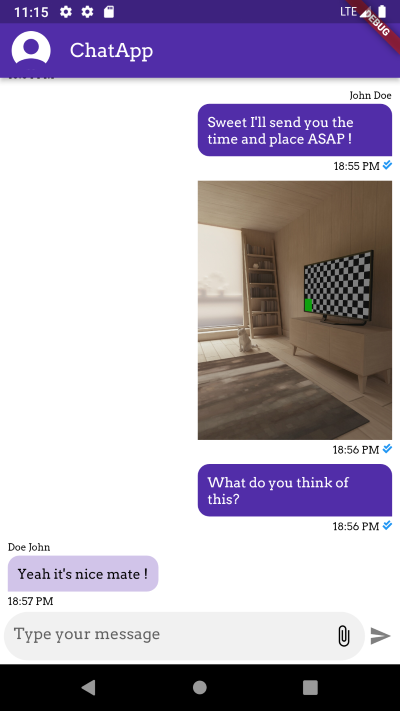 11:15
LTE
DEBUG
ChatApp
John Doe
Sweet I'll send you the
time and place ASAP !
18:55 PM
18:56 PM
What do you think of
this?
18:56 PM
Doe John
Yeah it's nice mate !
18:57 PM
Type your message